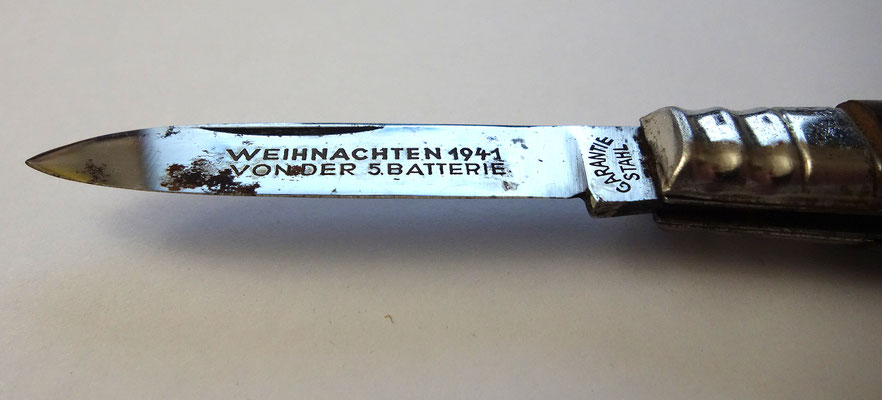 WEIHNACHTEN 1941
VON DER 5. BATTERIE
GARANTIE
STAHL